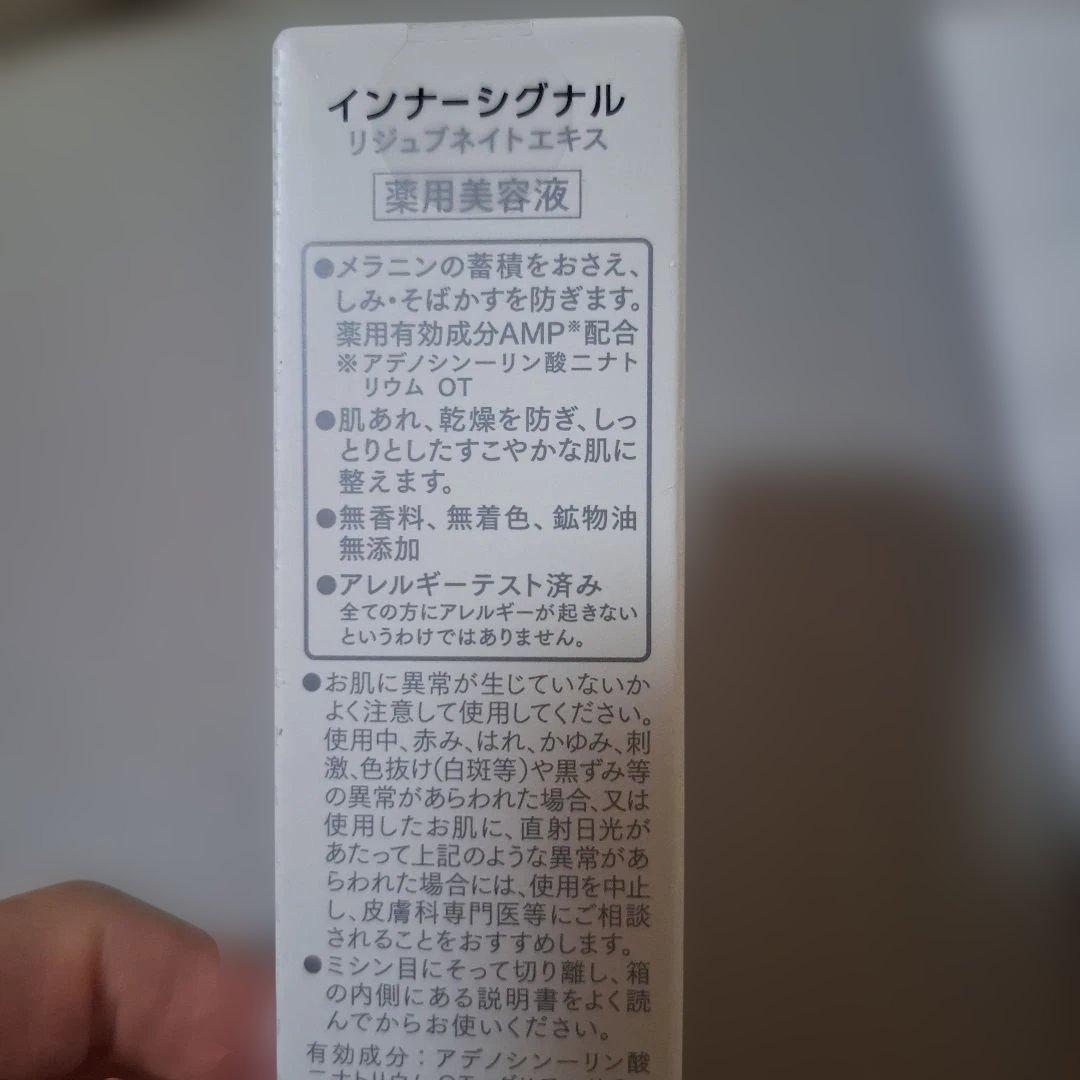 インナーシグナル
リジュブネイトエキス
薬用美容液
●メラニンの蓄積をおさえ、
しみ・そばかすを防ぎます。
薬用有効成分AMP※配合
※アデノシン一リン酸二ナト
リウム OT
●肌あれ、乾燥を防ぎ、しっ
とりとしたすこやかな肌に
整えます。
●無香料、無着色、鉱物油
無添加
●アレルギーテスト済み
全ての方にアレルギーが起きない
というわけではありません。
●お肌に異常が生じていないか
よく注意して使用してください。
使用中、赤み、はれ、かゆみ、刺
激、色抜け(白斑等)や黒ずみ等
の異常があらわれた場合、又は
使用したお肌に、直射日光が
あたって上記のような異常があ
らわれた場合には、使用を中止
し、皮膚科専門医等にご相談
されることをおすすめします。
●ミシン目にそって切り離し、箱
の内側にある説明書をよく読
んでからお使いください。
有効成分：アデノシン一リン酸
二ナトリウム OT、